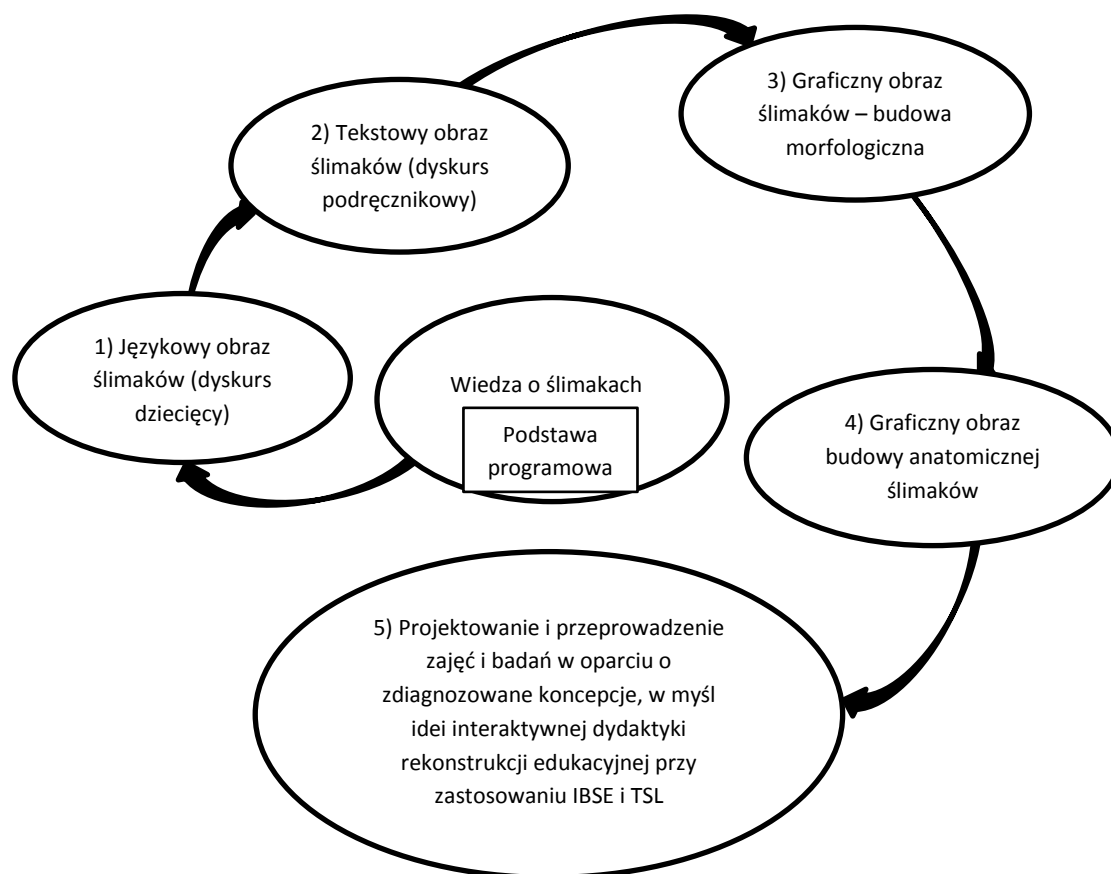 Wiedza o ślimakach
Podstawa
programowa
1) Językowy obraz
ślimaków (dyskurs
dziecięcy)
2) Tekstowy obraz
ślimaków (dyskurs
podręcznikowy)
3) Graficzny obraz
ślimaków – budowa
morfologiczna
4) Graficzny obraz
budowy anatomicznej
ślimaków
5) Projektowanie i przeprowadzenie
zajęć i badań w oparciu o
zdiagnozowane koncepcje, w myśl
idei interaktywnej dydaktyki
rekonstrukcji edukacyjnej przy
zastosowaniu IBSE i TSL